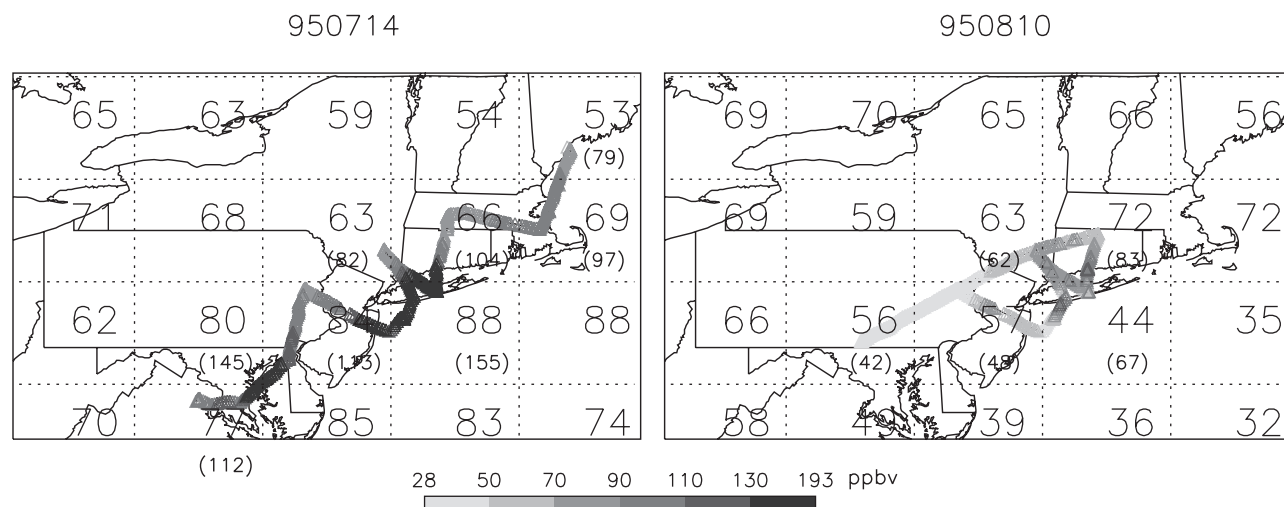 950714
65 63 59 54 53
(79)
71 68 63 66 69
(82) (104) (97)
62 80 88 88
(145) (155)
70 85 83 74
(112)
950810
69 70 65 66 56
69 59 63 72 72
(62) (83)
66 56 57 44 35
(42) (48) (67)
58 39 36 32
28 50 70 90 110 130 193 ppbv